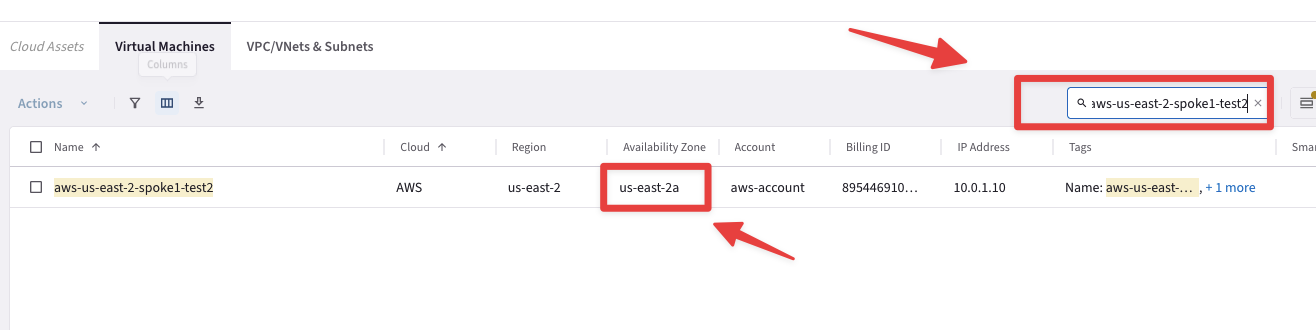 Cloud Assets Virtual Machines VPC/VNets & Subnets
Columns
Actions aws-us-east-2-spoke1-test2
Name Cloud Region Availability Zone Account Billing ID IP Address Tags Smar
aws-us-east-2-spoke1-test2 AWS us-east-2 us-east-2a aws-account 895446910… 10.0.1.10 Name: aws-us-east-… , + 1 more